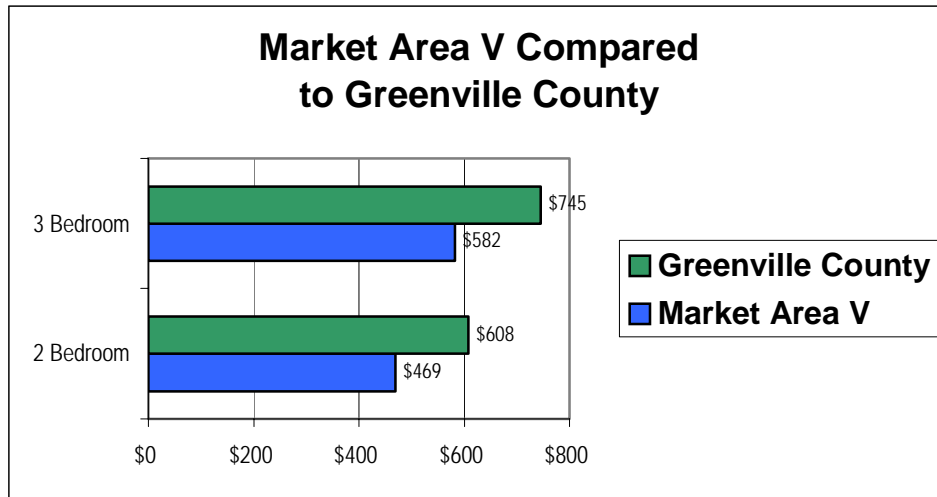 Market Area V Compared
to Greenville County
3 Bedroom
$745
$582
2 Bedroom
$608
$469
$0 $200 $400 $600 $800
Greenville County
Market Area V